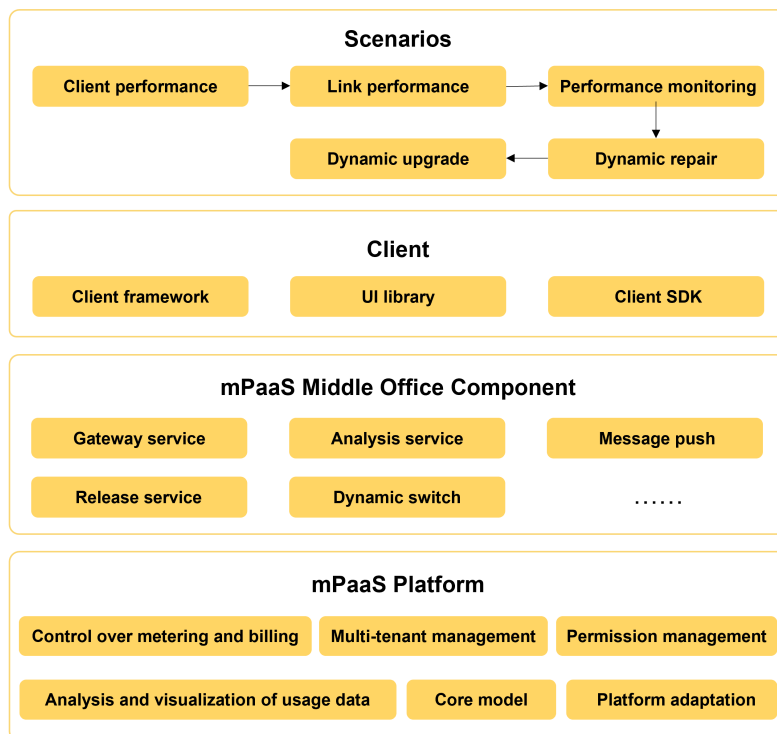 Scenarios
Client performance
Link performance
Performance monitoring
Dynamic upgrade
Dynamic repair
Client
Client framework
UI library
Client SDK
mPaaS Middle Office Component
Gateway service
Analysis service
Message push
Release service
Dynamic switch
......
mPaaS Platform
Control over metering and billing
Multi-tenant management
Permission management
Analysis and visualization of usage data
Core model
Platform adaptation